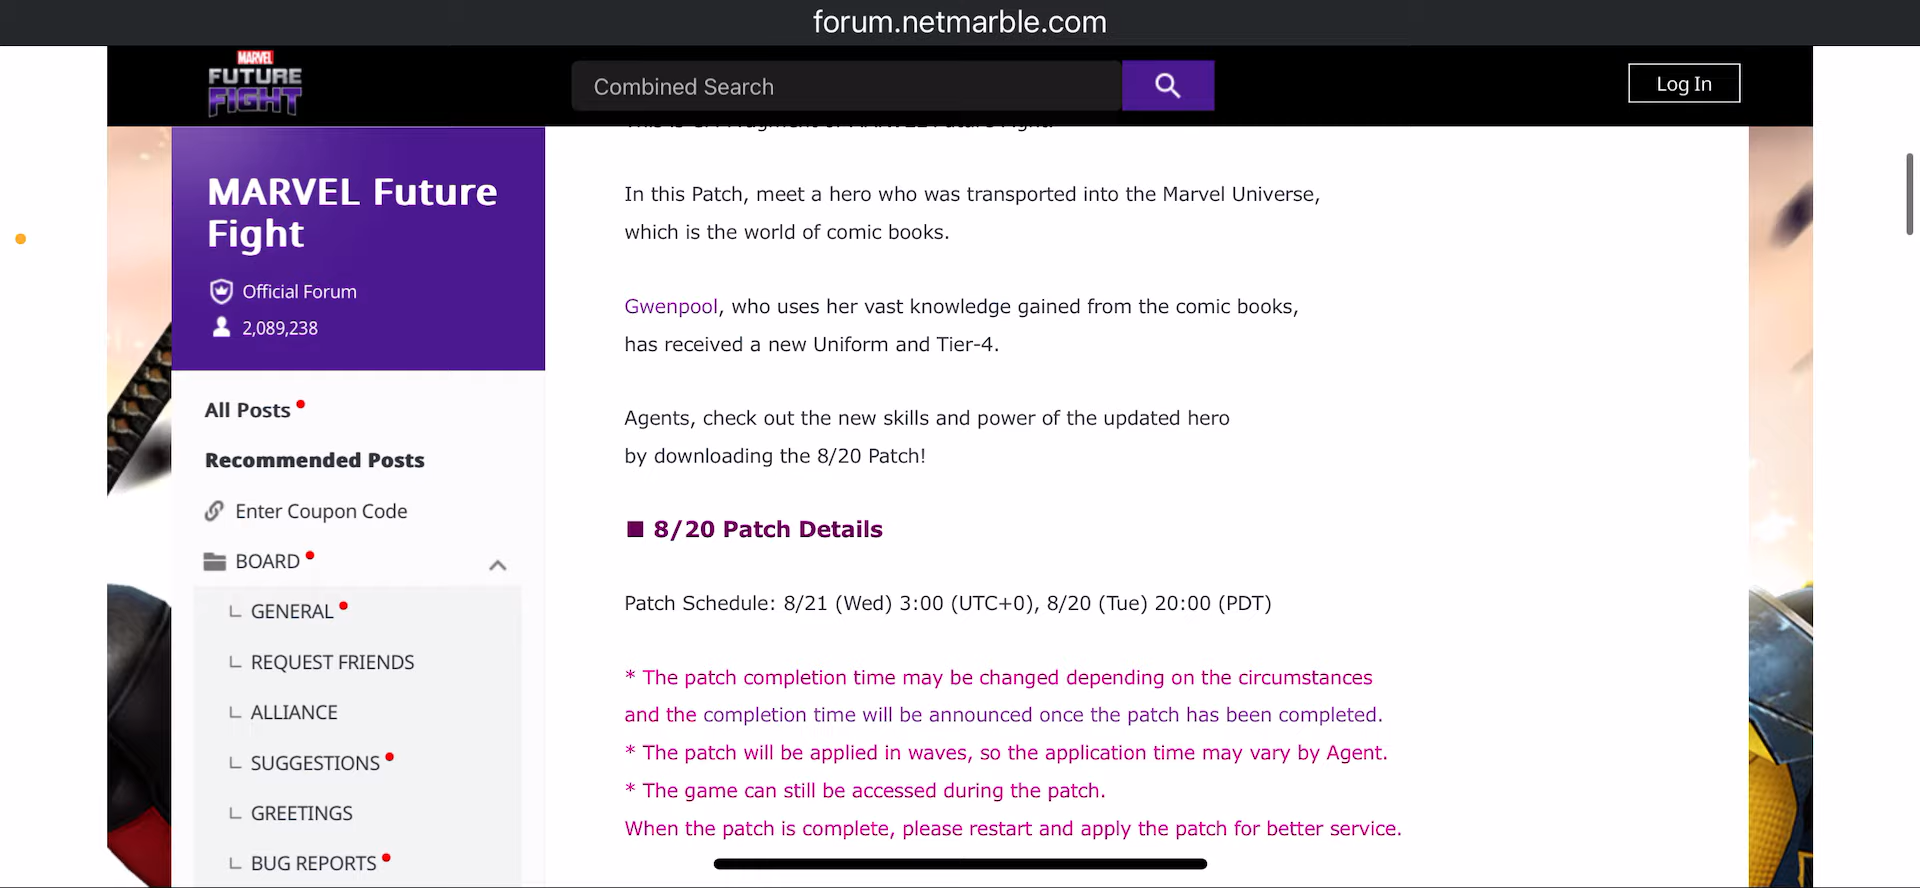 forum.netmarble.com
MARVEL
FUTURE
FIGHT
Combined Search
Log In
MARVEL Future
Fight
Official Forum
2,089,238
All Posts
Recommended Posts
Enter Coupon Code
BOARD
GENERAL
REQUEST FRIENDS
ALLIANCE
SUGGESTIONS
GREETINGS
BUG REPORTS
In this Patch, meet a hero who was transported into the Marvel Universe,
which is the world of comic books.
Gwenpool, who uses her vast knowledge gained from the comic books,
has received a new Uniform and Tier-4.
Agents, check out the new skills and power of the updated hero
by downloading the 8/20 Patch!
■ 8/20 Patch Details
Patch Schedule: 8/21 (Wed) 3:00 (UTC+0), 8/20 (Tue) 20:00 (PDT)
* The patch completion time may be changed depending on the circumstances
and the completion time will be announced once the patch has been completed.
* The patch will be applied in waves, so the application time may vary by Agent.
* The game can still be accessed during the patch.
When the patch is complete, please restart and apply the patch for better service.